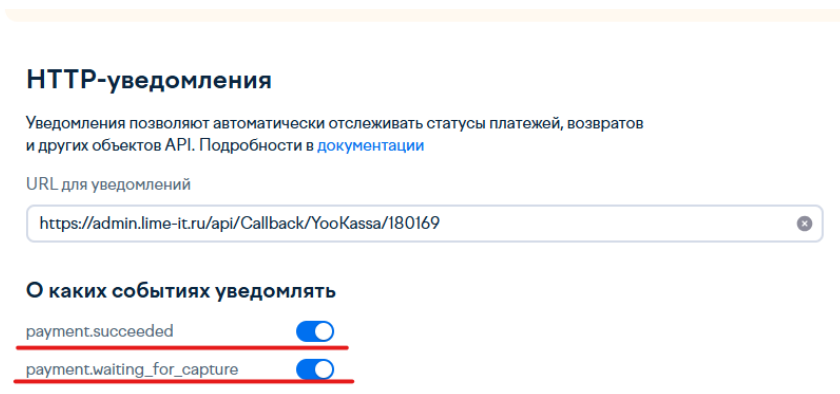 HTTP-уведомления
Уведомления позволяют автоматически отслеживать статусы платежей, возвратов
и других объектов API. Подробности в документации
URL для уведомлений
https://admin.lime-it.ru/api/Callback/YooKassa/180169
О каких событиях уведомлять
payment.succeeded
payment.waiting_for_capture